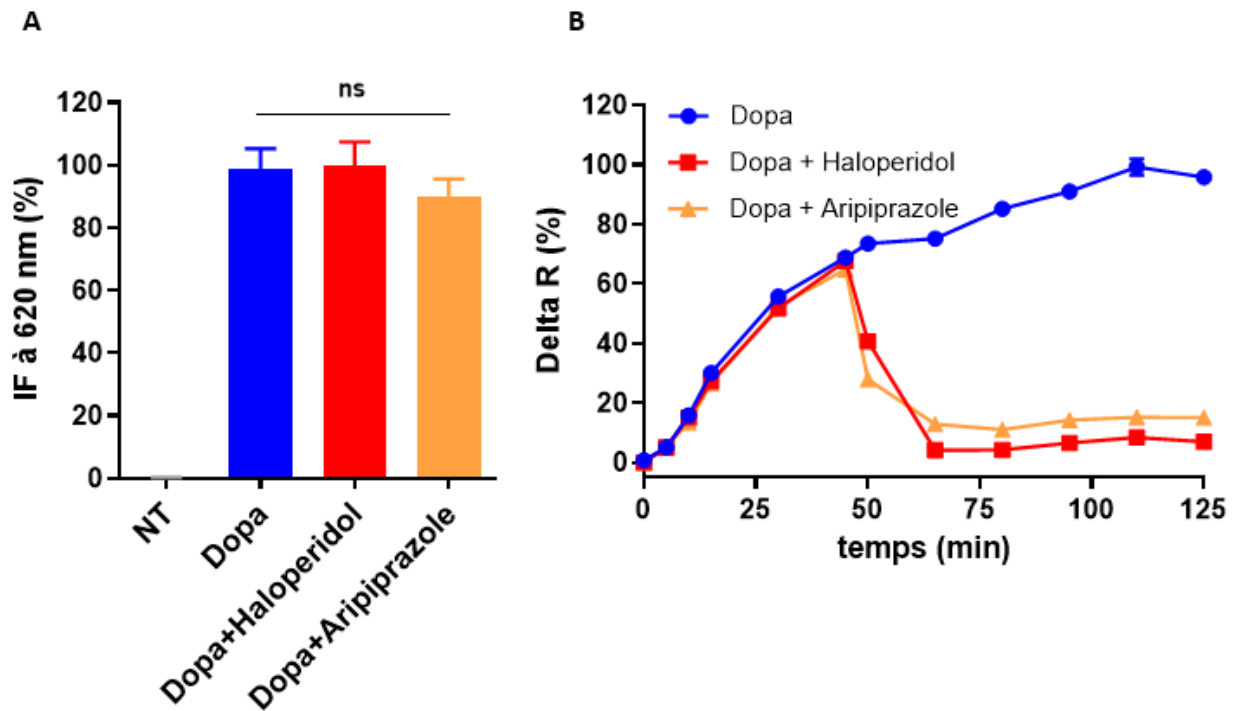 A
B
ns
120
100
80
60
40
20
0
IF à 620 nm (%)
NT
Dopa
Dopa+Haloperidol
Dopa+Aripiprazole
120
100
80
60
40
20
0
Delta R (%)
Dopa
Dopa + Haloperidol
Dopa + Aripiprazole
0
25
50
75
100
125
temps (min)